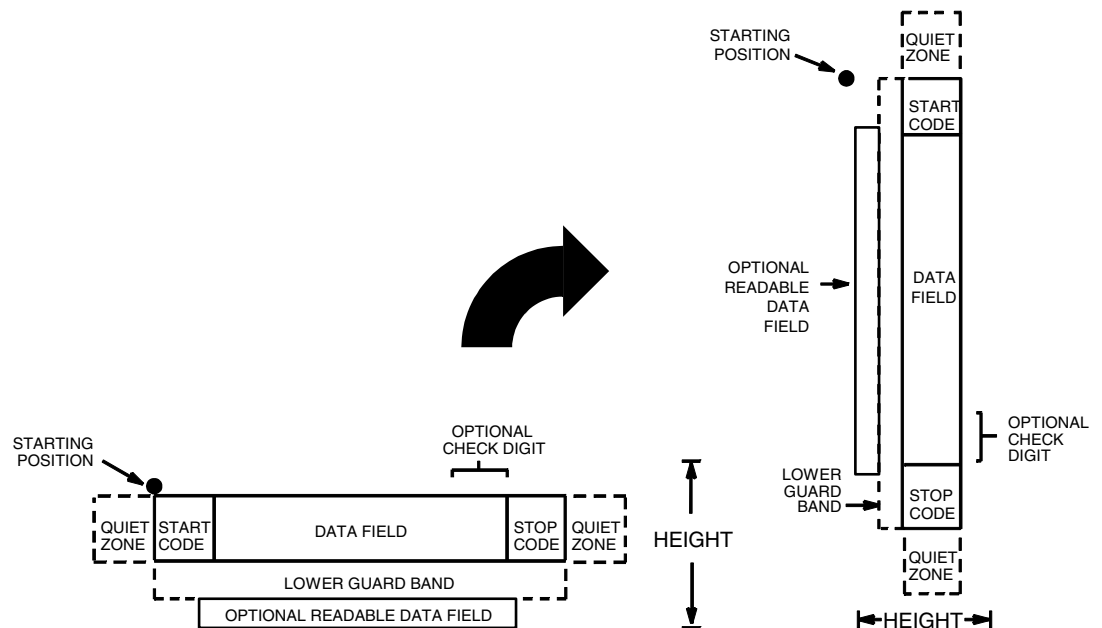 STARTING
POSITION
QUIET
ZONE
START
CODE
OPTIONAL
READABLE
DATA
FIELD
DATA
FIELD
OPTIONAL
CHECK
DIGIT
LOWER
GUARD
BAND
STOP
CODE
QUIET
ZONE
HEIGHT
OPTIONAL
CHECK DIGIT
STARTING
POSITION
QUIET
ZONE
START
CODE
DATA FIELD
STOP
CODE
QUIET
ZONE
HEIGHT
LOWER GUARD BAND
OPTIONAL READABLE DATA FIELD